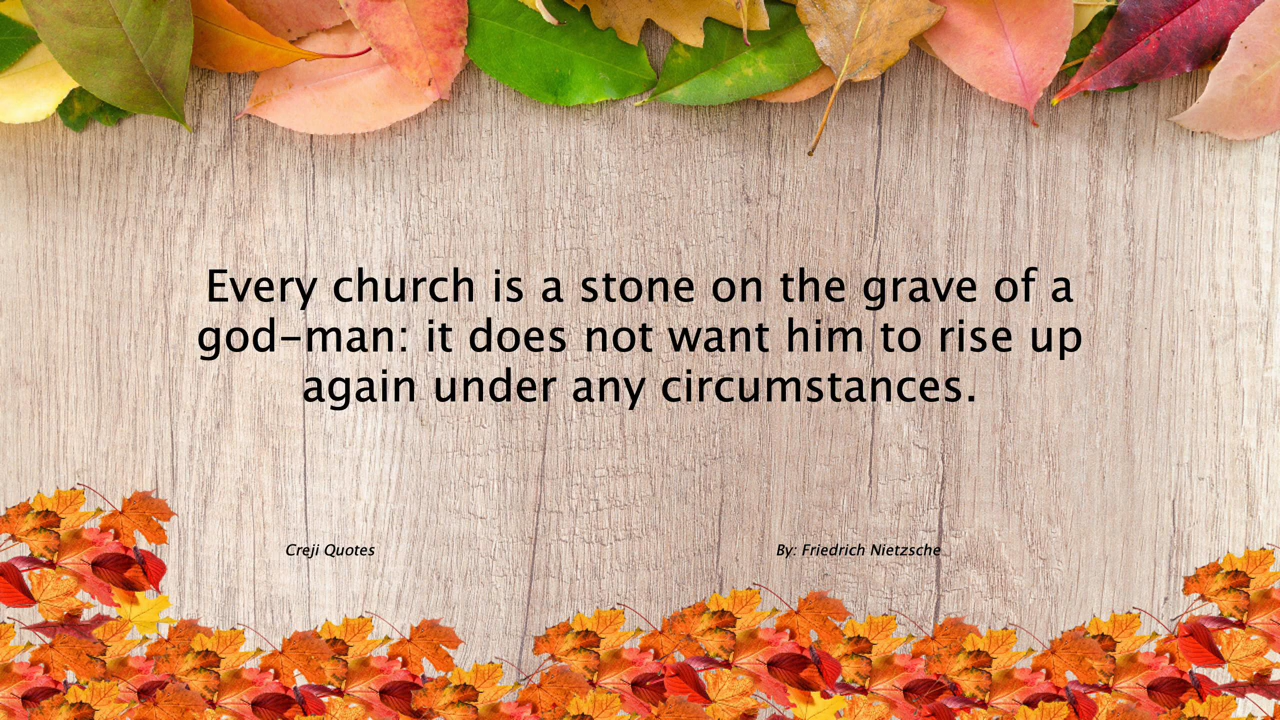 Every church is a stone on the grave of a
god-man: it does not want him to rise up
again under any circumstances.
Creji Quotes
By: Friedrich Nietzsche